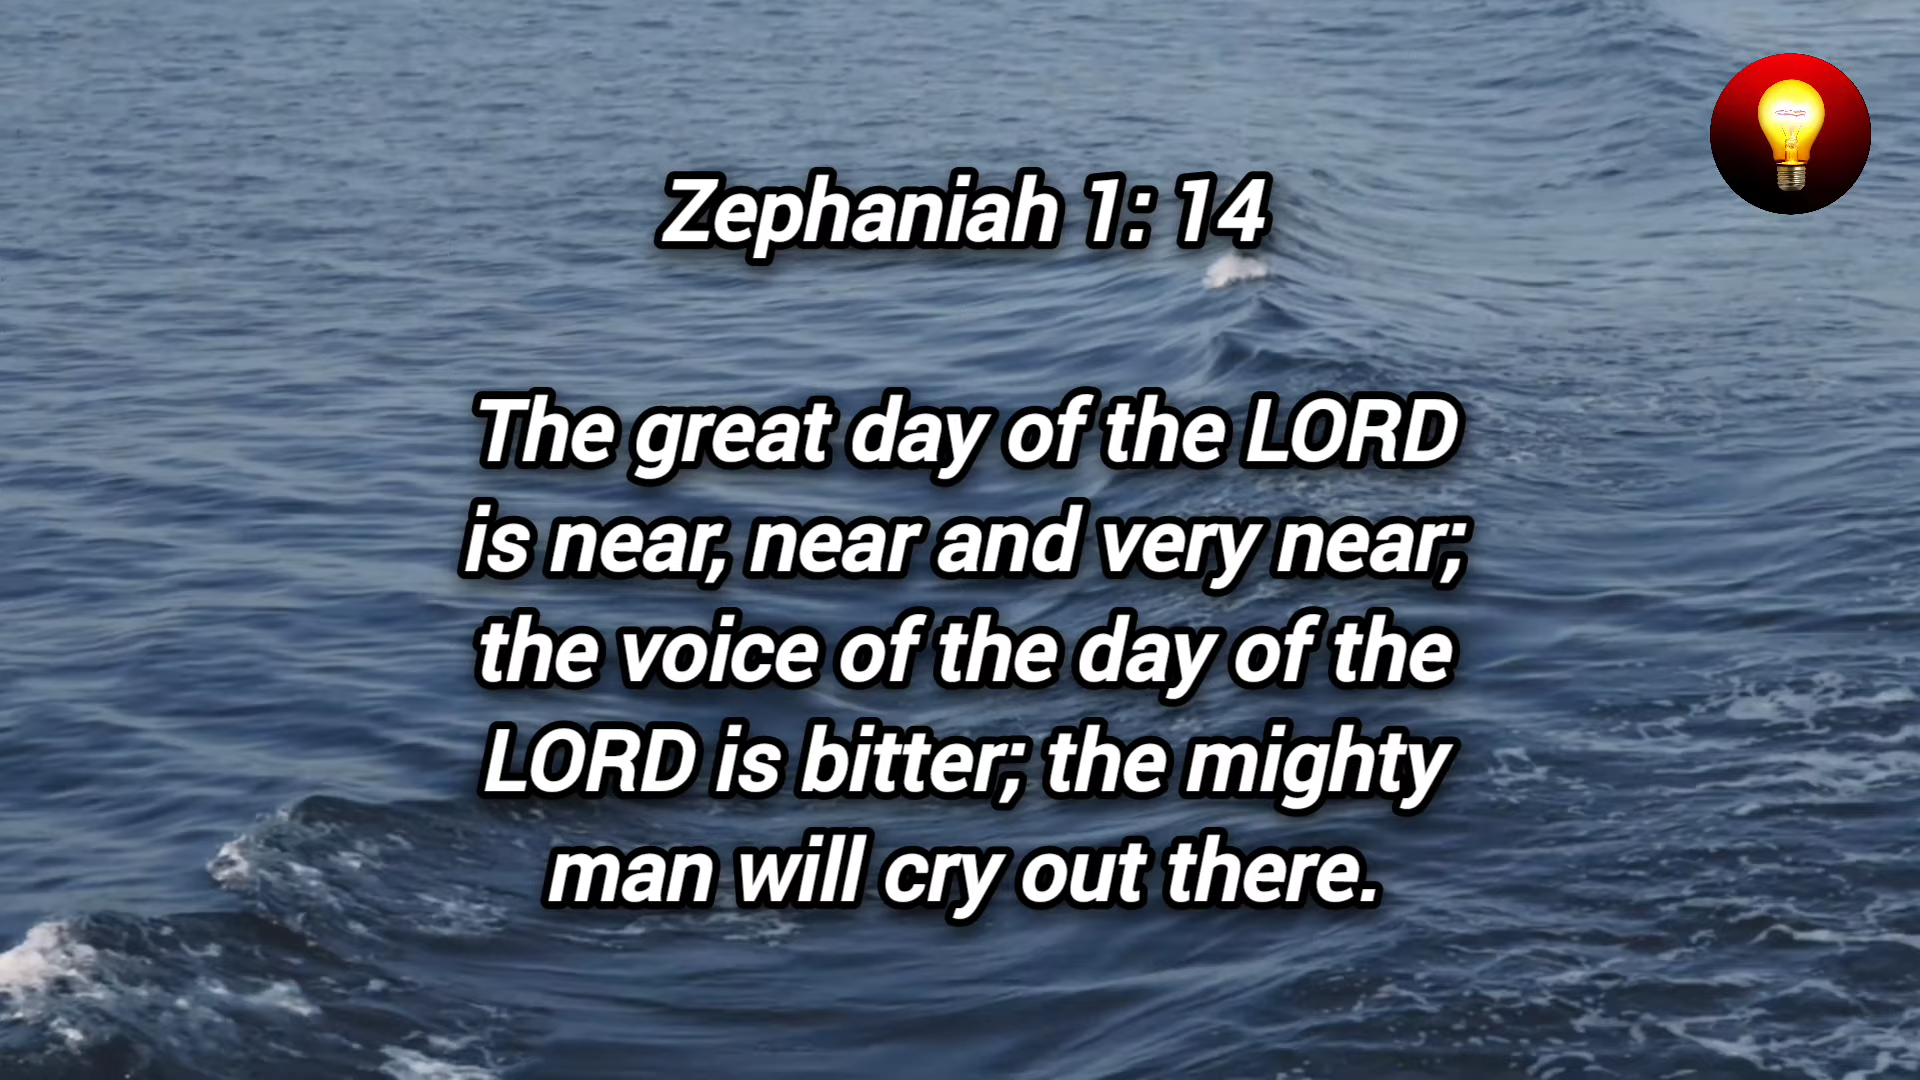 Zephaniah 1: 14
The great day of the LORD
is near, near and very near;
the voice of the day of the
LORD is bitter; the mighty
man will cry out there.